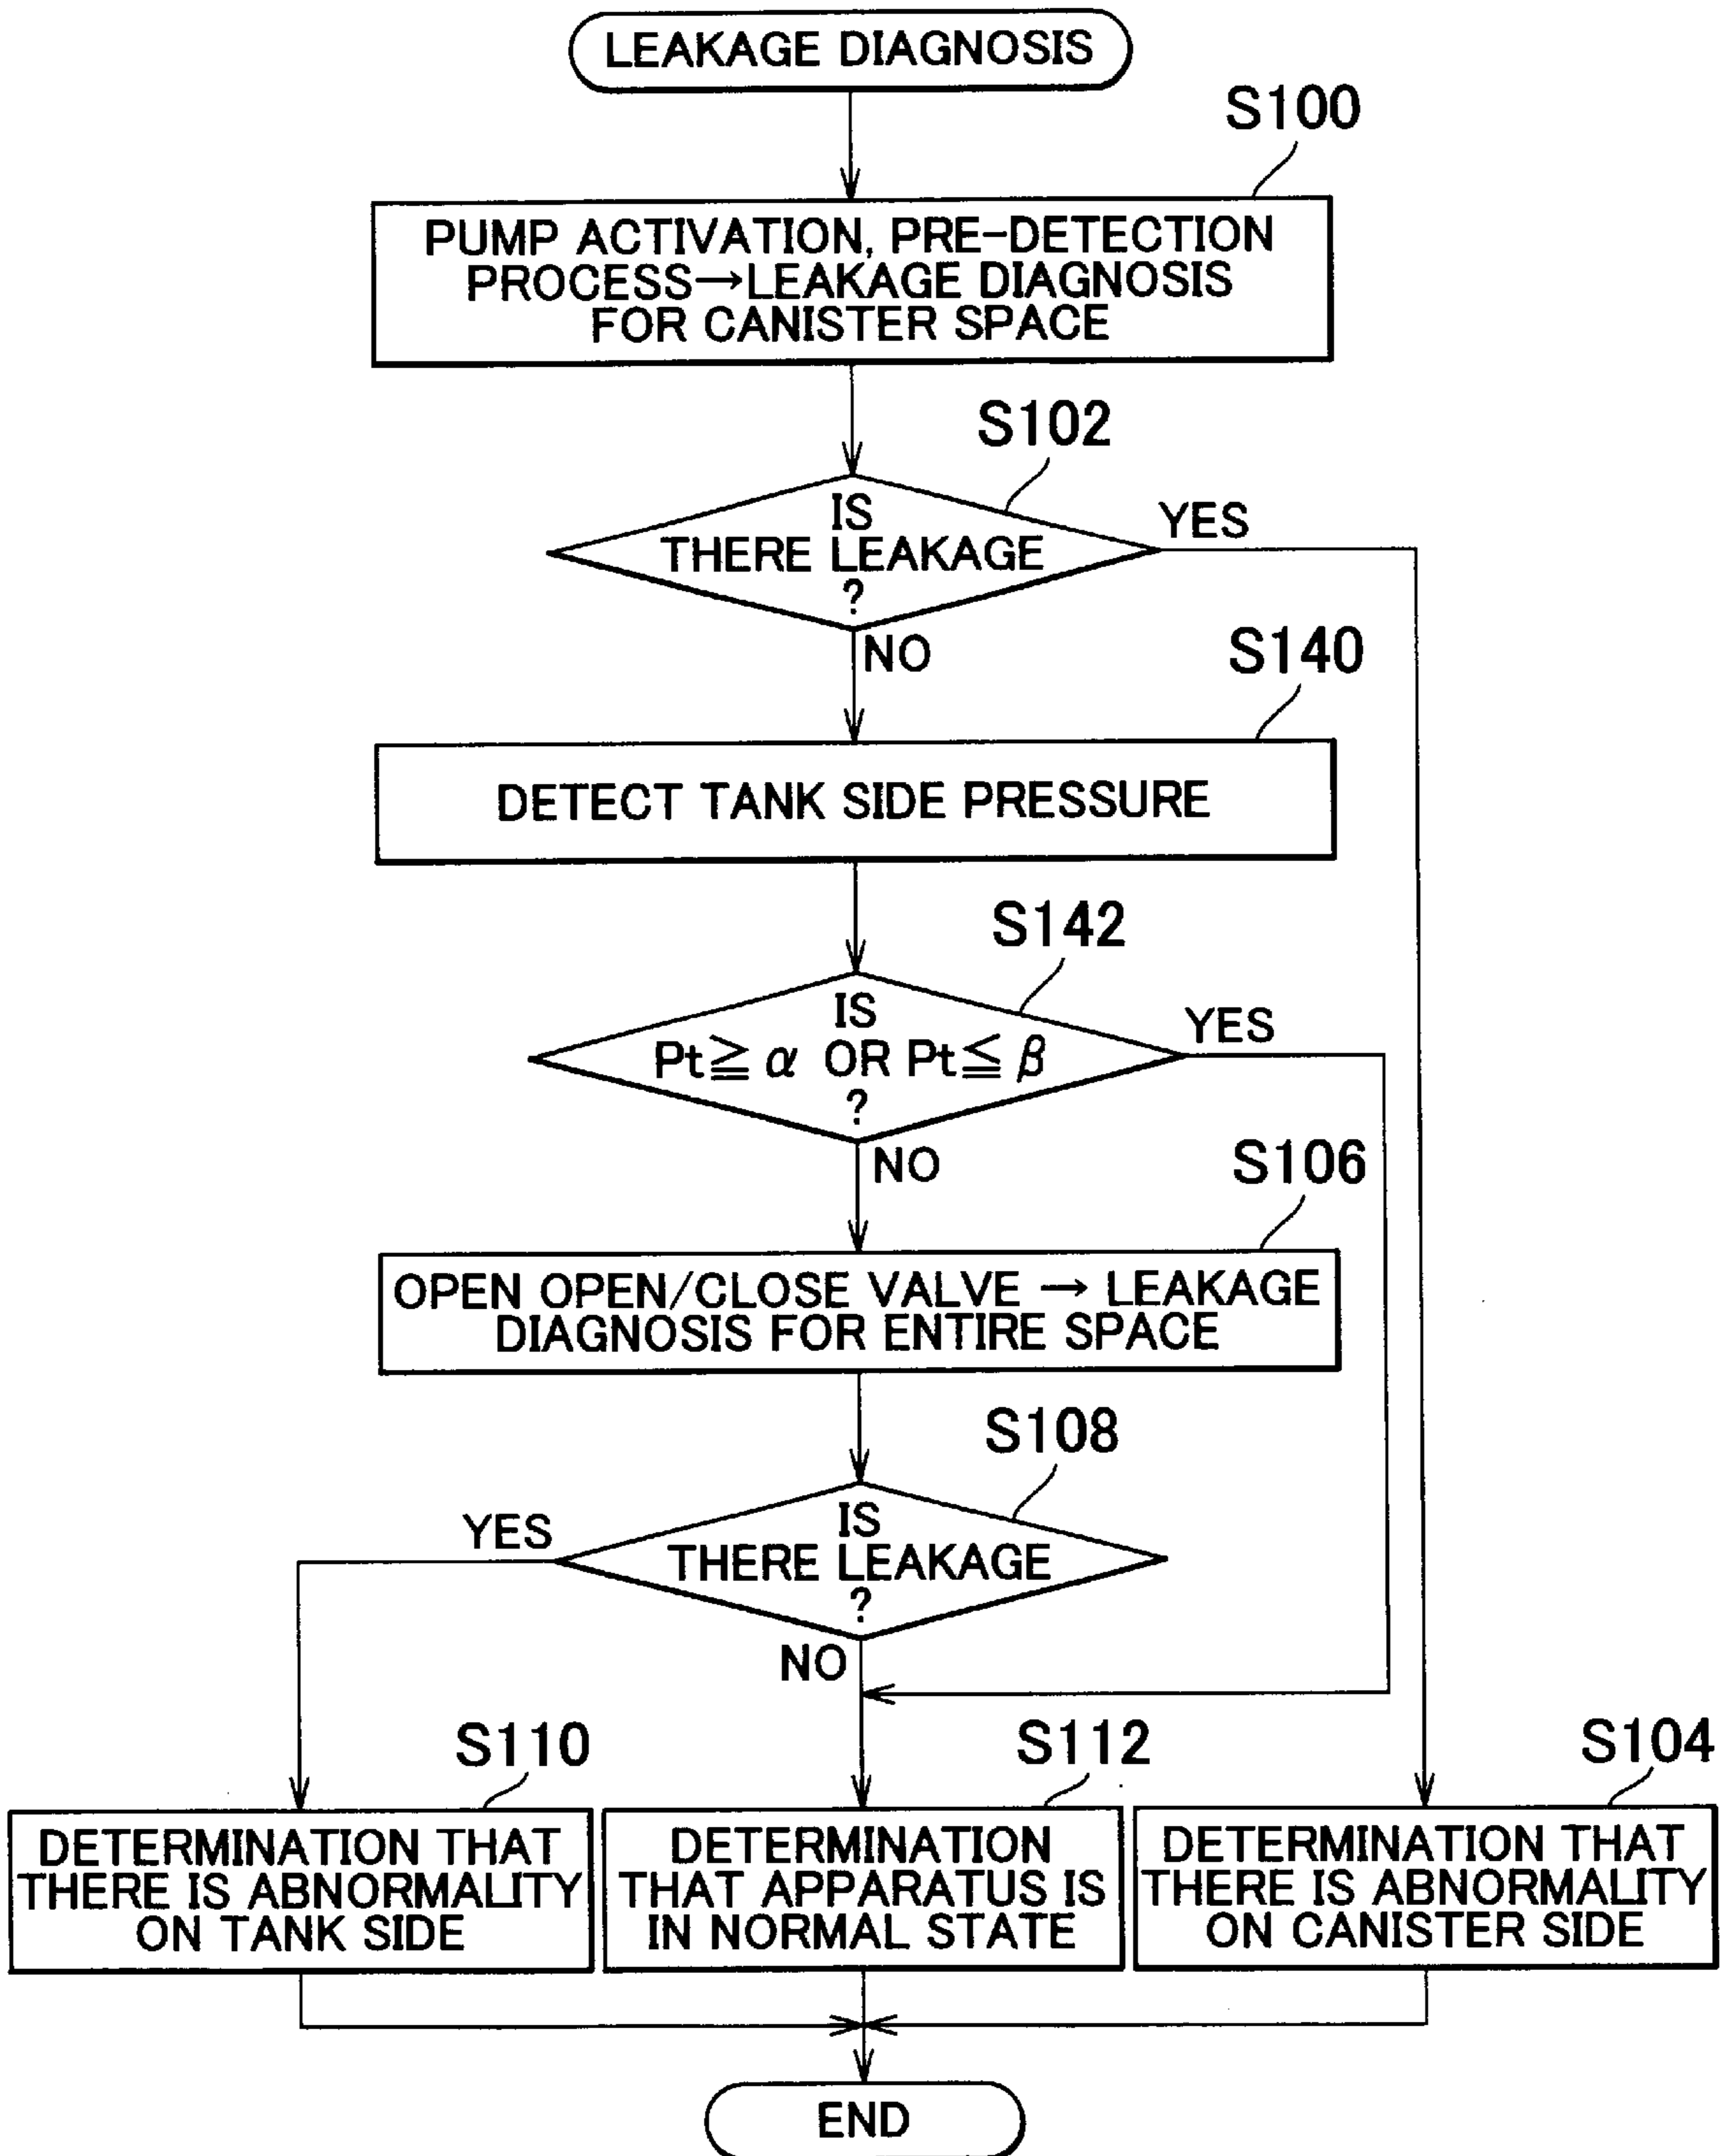 LEAKAGE DIAGNOSIS
S100
PUMP ACTIVATION, PRE-DETECTION
PROCESS→LEAKAGE DIAGNOSIS
FOR CANISTER SPACE
S102
IS
THERE LEAKAGE
?
YES
NO
S140
DETECT TANK SIDE PRESSURE
S142
IS
Pt≧α OR Pt≦β
?
YES
NO
S106
OPEN OPEN/CLOSE VALVE → LEAKAGE
DIAGNOSIS FOR ENTIRE SPACE
S108
IS
THERE LEAKAGE
?
YES
NO
S110
DETERMINATION THAT
THERE IS ABNORMALITY
ON TANK SIDE
S112
DETERMINATION
THAT APPARATUS IS
IN NORMAL STATE
S104
DETERMINATION THAT
THERE IS ABNORMALITY
ON CANISTER SIDE
END